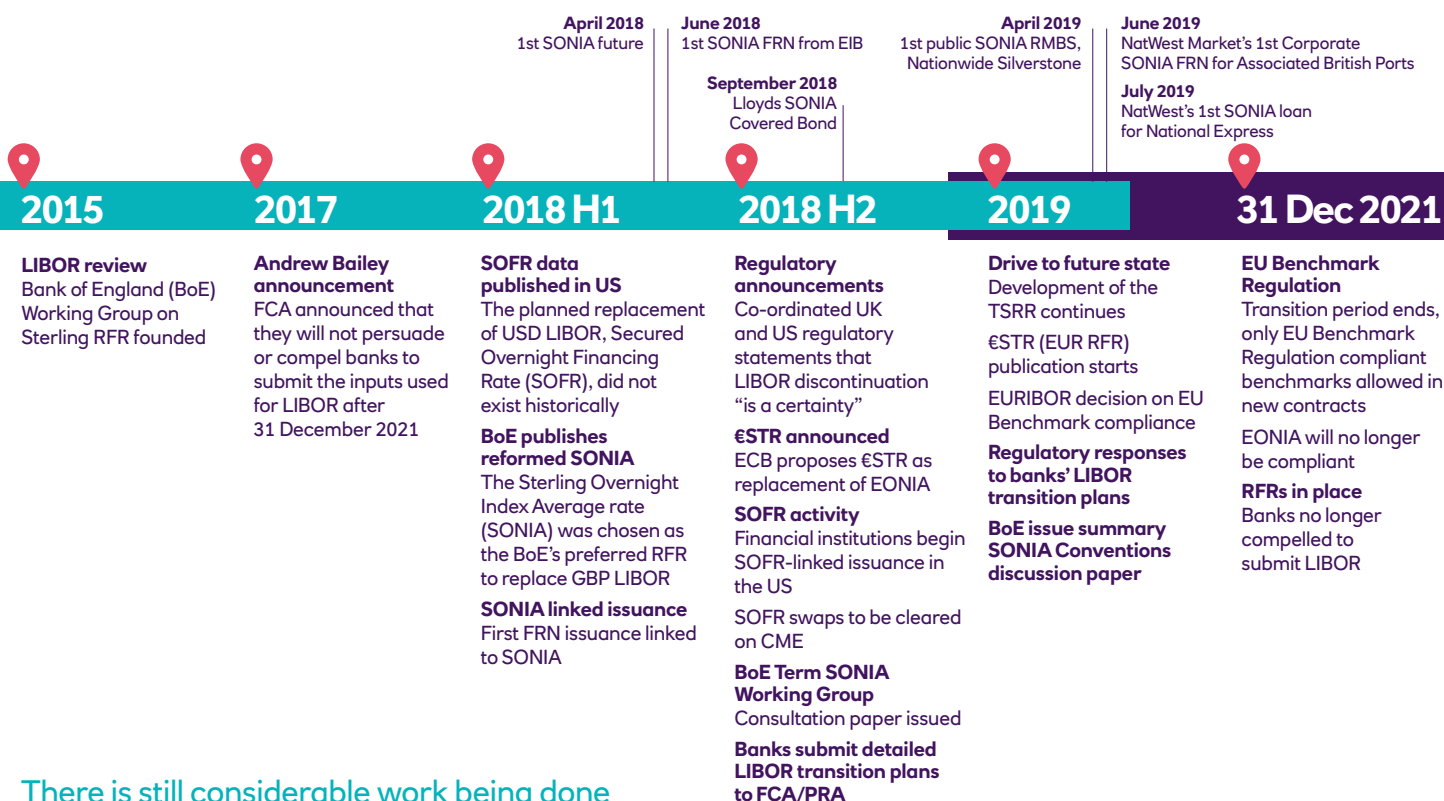 April 2018
1st SONIA future
June 2018
1st SONIA FRN from EIB
September 2018
Lloyds SONIA
Covered Bond
April 2019
1st public SONIA RMBS,
Nationwide Silverstone
June 2019
NatWest Market's 1st Corporate
SONIA FRN for Associated British Ports
July 2019
NatWest's 1st SONIA loan
for National Express
2015
LIBOR review
Bank of England (BoE)
Working Group on
Sterling RFR founded
2017
Andrew Bailey
announcement
FCA announced that
they will not persuade
or compel banks to
submit the inputs used
for LIBOR after
31 December 2021
2018 H1
SOFR data
published in US
The planned replacement
of USD LIBOR, Secured
Overnight Financing
Rate (SOFR), did not
exist historically
BoE publishes
reformed SONIA
The Sterling Overnight
Index Average rate
(SONIA) was chosen as
the BoE's preferred RFR
to replace GBP LIBOR
SONIA linked issuance
First FRN issuance linked
to SONIA
2018 H2
Regulatory
announcements
Co-ordinated UK
and US regulatory
statements that
LIBOR discontinuation
“is a certainty”
€STR announced
ECB proposes €STR as
replacement of EONIA
SOFR activity
Financial institutions begin
SOFR-linked issuance in
the US
SOFR swaps to be cleared
on CME
BoE Term SONIA
Working Group
Consultation paper issued
Banks submit detailed
LIBOR transition plans
to FCA/PRA
2019
Drive to future state
Development of the
TSRR continues
€STR (EUR RFR)
publication starts
EURIBOR decision on EU
Benchmark compliance
Regulatory responses
to banks' LIBOR
transition plans
BoE issue summary
SONIA Conventions
discussion paper
31 Dec 2021
EU Benchmark
Regulation
Transition period ends,
only EU Benchmark
Regulation compliant
benchmarks allowed in
new contracts
EONIA will no longer
be compliant
RFRs in place
Banks no longer
compelled to
submit LIBOR
There is still considerable work being done